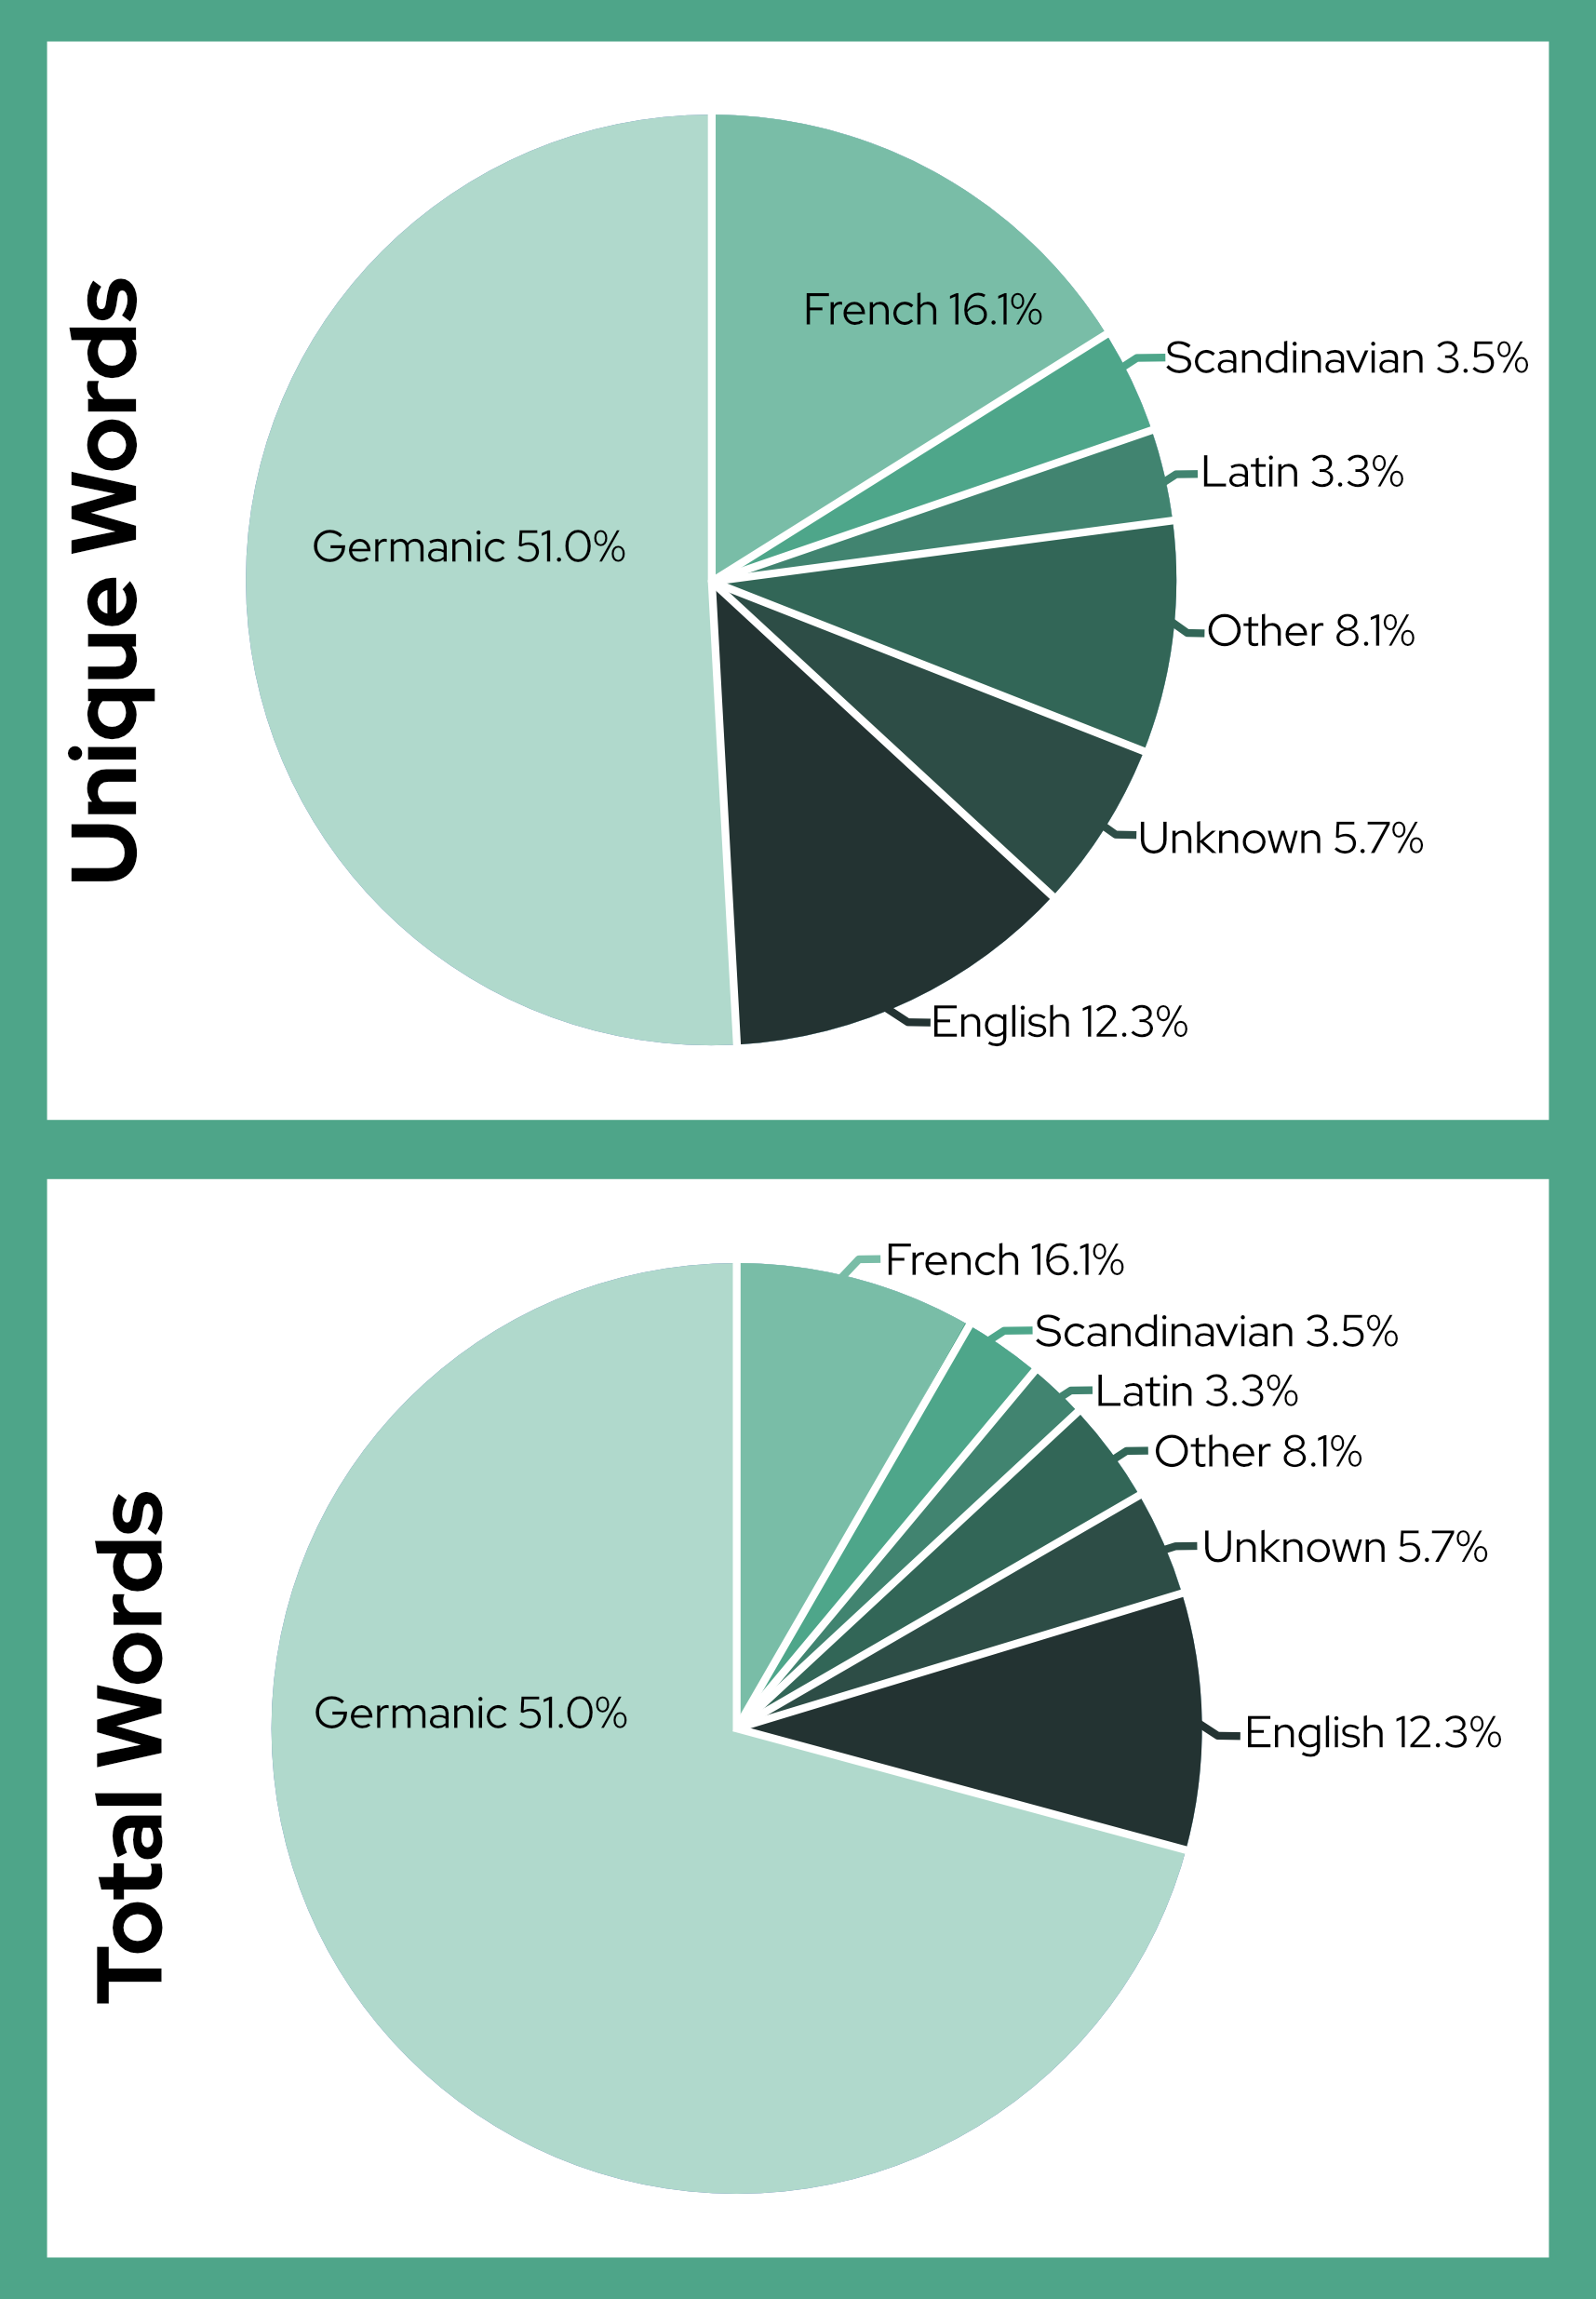 Unique Words
French 16.1%
Scandinavian 3.5%
Latin 3.3%
Germanic 51.0%
Other 8.1%
Unknown 5.7%
English 12.3%
Total Words
French 16.1%
Scandinavian 3.5%
Latin 3.3%
Other 8.1%
Unknown 5.7%
Germanic 51.0%
English 12.3%